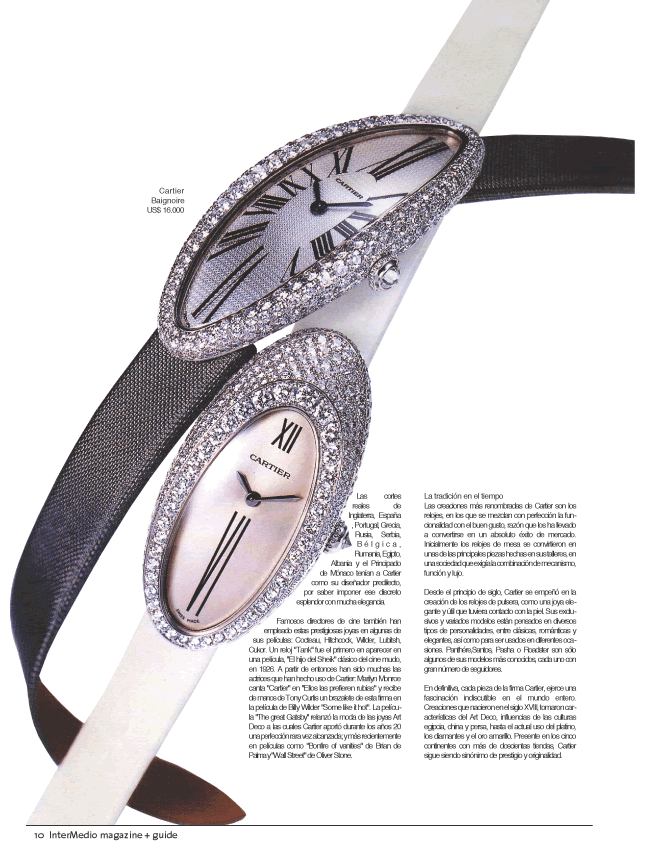 Cartier
Baignoire
US$ 16.000
CARTIER
XII
CARTIER
SWISS MADE
Las cortes
reales de
Inglaterra, España
, Portugal, Grecia,
Rusia, Serbia,
Bélgica,
Rumania, Egipto,
Albania y el Principado
de Mónaco tenían a Cartier
como su diseñador predilecto,
por saber imponer ese discreto
esplendor con mucha elegancia.
Famosos directores de cine también han
empleado estas prestigiosas joyas en algunas de
sus películas: Cocteau, Hitchcock, Wilder, Lubitsh,
Cukor. Un reloj "Tank" fue el primero en aparecer en
una película, "El hijo del Sheik" clásico del cine mudo,
en 1926. A partir de entonces han sido muchas las
actrices que han hecho uso de Cartier: Marilyn Monroe
canta "Cartier" en "Ellos las prefieren rubias" y recibe
de manos de Tony Curtis un brazalete de esta firma en
la película de Billy Wilder "Some like it hot". La pelícu-
la "The great Gatsby" relanzó la moda de las joyas Art
Deco a las cuales Cartier aportó durante los años 20
una perfección rara vez alcanzada; y más recientemente
en películas como "Bonfire of vanities" de Brian de
Palma y "Wall Street" de Oliver Stone.
La tradición en el tiempo
Las creaciones más renombradas de Cartier son los
relojes, en los que se mezclan con perfección la fun-
cionalidad con el buen gusto, razón que los ha llevado
a convertirse en un absoluto éxito de mercado.
Inicialmente los relojes de mesa se convirtieron en
unas de las principales piezas hechas en sus talleres, en
una sociedad que exigía la combinación de mecanismo,
función y lujo.
Desde el principio de siglo, Cartier se empeñó en la
creación de los relojes de pulsera, como una joya ele-
gante y útil que tuviera contacto con la piel. Sus exclu-
sivos y variados modelos están pensados en diversos
tipos de personalidades, entre clásicas, románticas y
elegantes, así como para ser usados en diferentes oca-
siones. Panthère, Santos, Pasha o Roadster son sólo
algunos de sus modelos más conocidos, cada uno con
gran número de seguidores.
En definitiva, cada pieza de la firma Cartier, ejerce una
fascinación indiscutible en el mundo entero.
Creaciones que nacieron en el siglo XVIII, tomaron car-
acterísticas del Art Deco, influencias de las culturas
egipcia, china y persa, hasta el actual uso del platino,
los diamantes y el oro amarillo. Presente en los cinco
continentes con más de doscientas tiendas, Cartier
sigue siendo sinónimo de prestigio y originalidad.
10 InterMedio magazine + guide